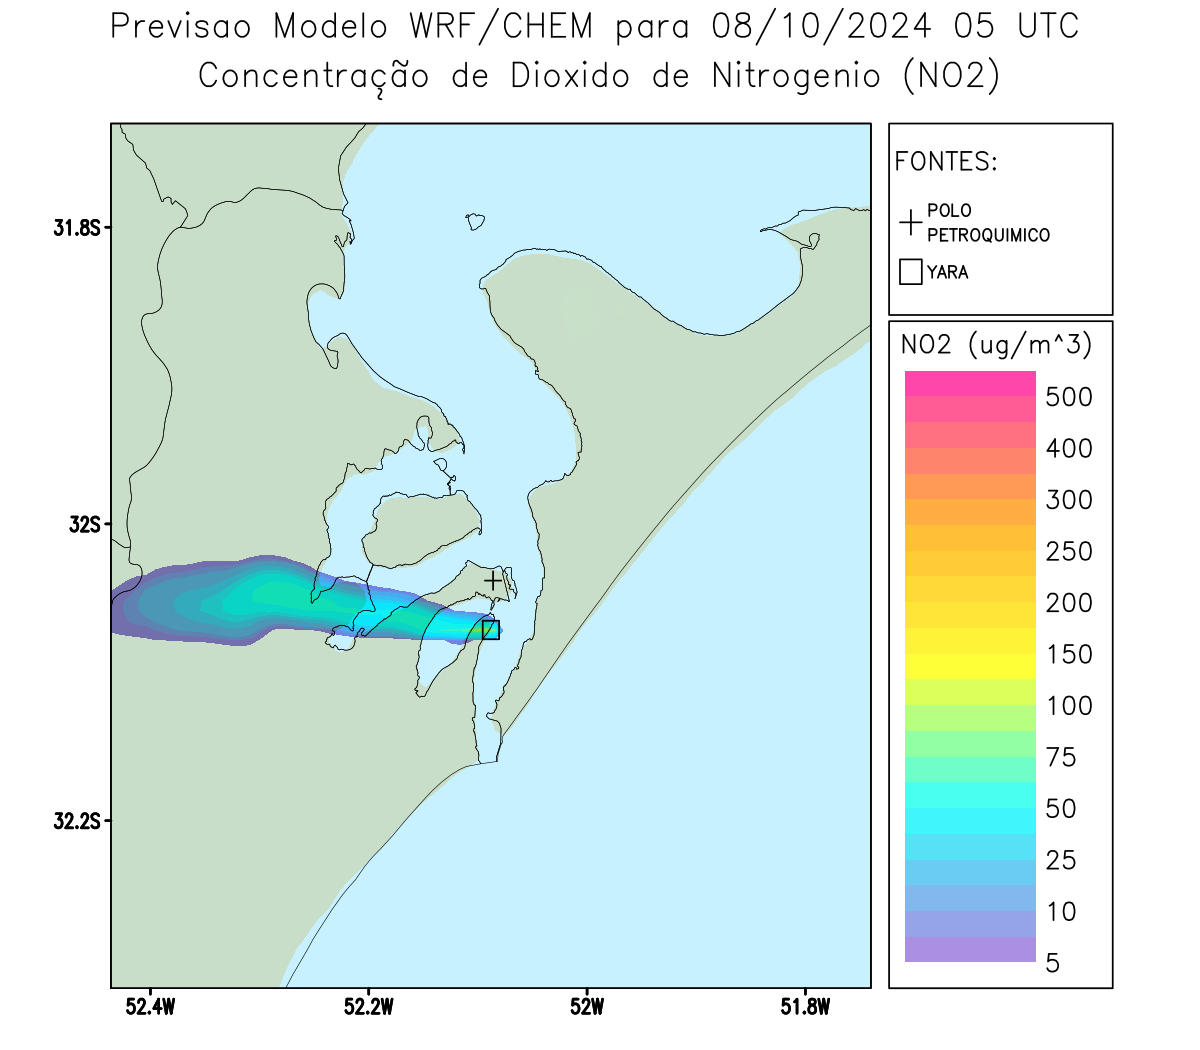 Previsao Modelo WRF/CHEM para 08/10/2024 05 UTC
Concentração de Dioxido de Nitrogenio (NO2)
FONTES:
POLO
PETROQUIMICO
YARA
NO2 (ug/m^3)
500
400
300
250
200
150
100
75
50
25
10
5
31.8S
32S
32.2S
52.4W
52.2W
52W
51.8W